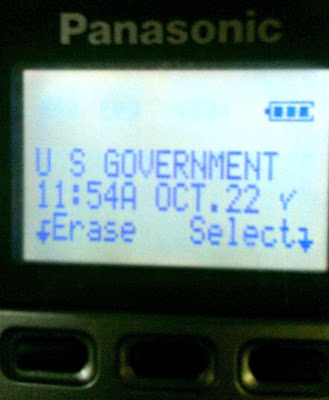 Panasonic
U S GOVERNMENT
11:54A OCT.22 √
Erase Select